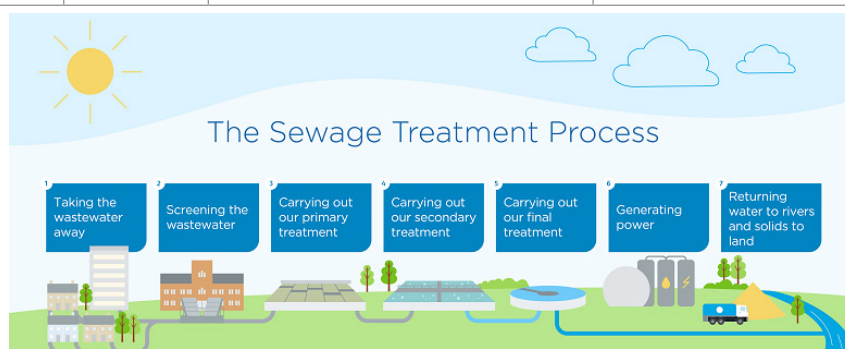 The Sewage Treatment Process
1
Taking the
wastewater
away
2
Screening the
wastewater
3
Carrying out
our primary
treatment
4
Carrying out
our secondary
treatment
5
Carrying out
our final
treatment
6
Generating
power
7
Returning
water to rivers
and solids to
land